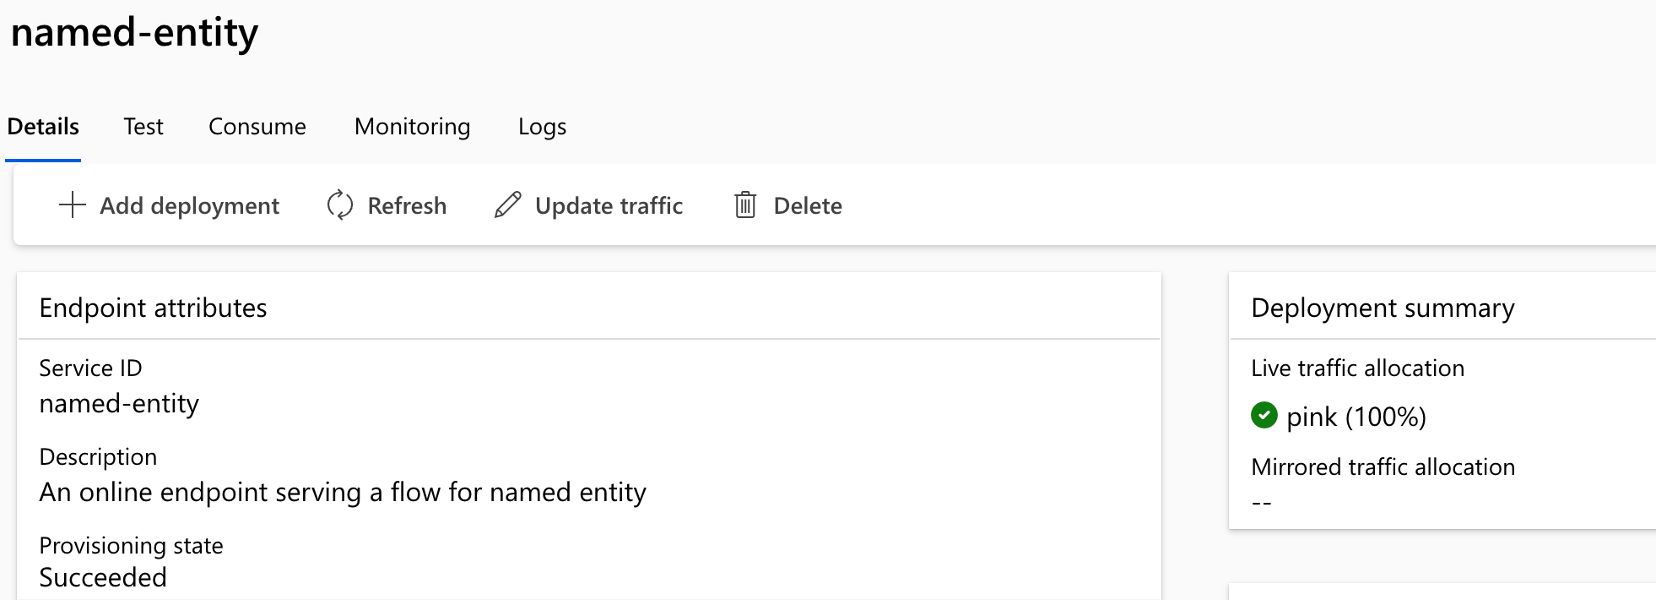 named-entity
Details Test Consume Monitoring Logs
Add deployment Refresh Update traffic Delete
Endpoint attributes
Service ID
named-entity
Description
An online endpoint serving a flow for named entity
Provisioning state
Succeeded
Deployment summary
Live traffic allocation
pink (100%)
Mirrored traffic allocation
--